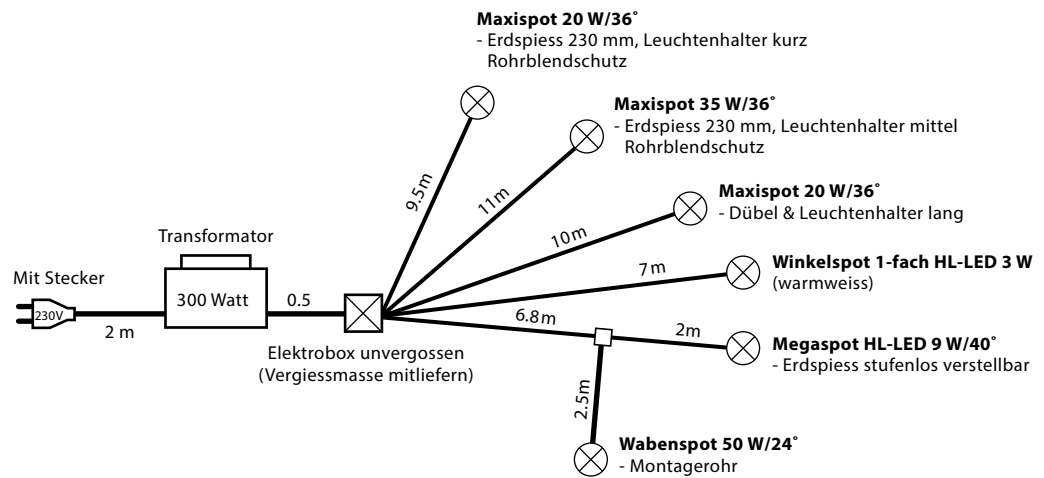 Maxispot 20 W/36°
- Erdspiess 230 mm, Leuchtenhalter kurz
Rohrblendschutz
Maxispot 35 W/36°
- Erdspiess 230 mm, Leuchtenhalter mittel
Rohrblendschutz
9.5m
11m
Maxispot 20 W/36°
- Dübel & Leuchtenhalter lang
10m
Transformator
Mit Stecker
230V
2 m
300 Watt
0.5
7m
Winkelspot 1-fach HL-LED 3 W
(warmweiss)
6.8m
2m
Megaspot HL-LED 9 W/40°
- Erdspiess stufenlos verstellbar
Elektrobox unvergossen
(Vergiessmasse mitliefern)
2.5m
Wabenspot 50 W/24°
- Montagerohr